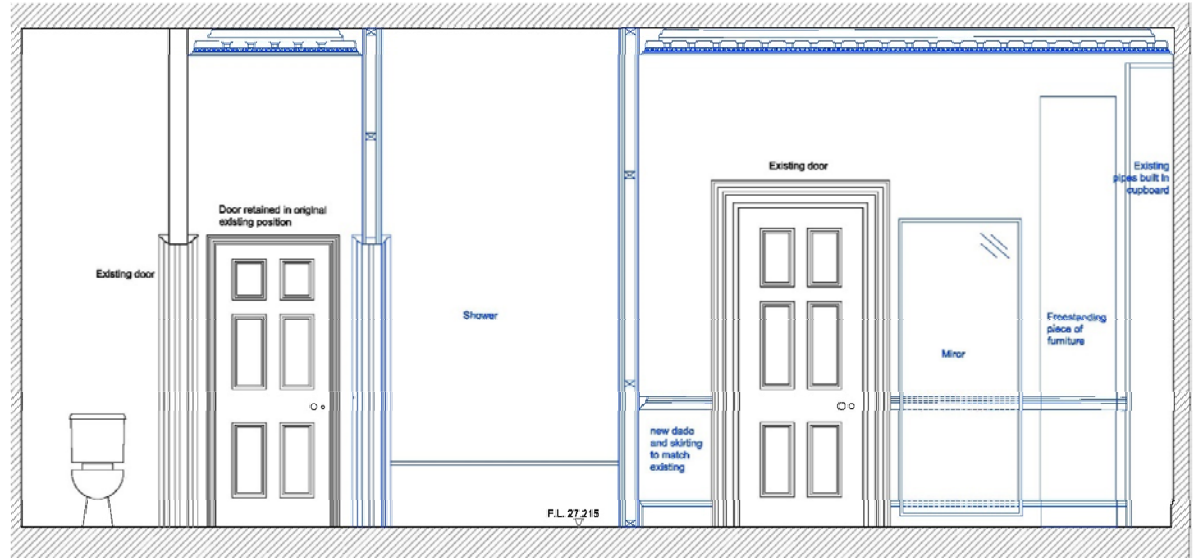 Existing door
Door retained in original
existing position
Shower
F.L. 27.215
new dado
and skirting
to match
existing
Existing door
Miror
Freestanding
piece of
furniture
Existing
pipes built in
cupboard